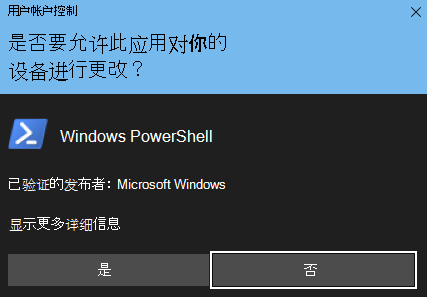 用户帐户控制
是否要允许此应用对你的
设备进行更改？
Windows PowerShell
已验证的发布者：Microsoft Windows
显示更多详细信息
是
否